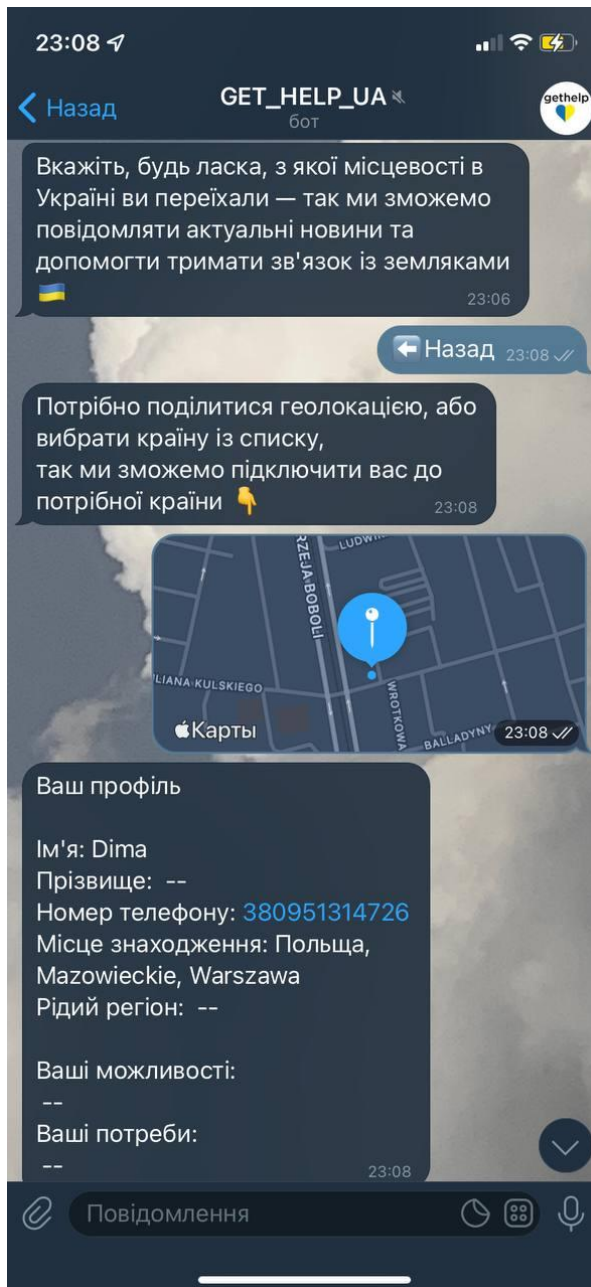 23:08
Назад
GET_HELP_UA
бот
gethelp
Вкажіть, будь ласка, з якої місцевості в
Україні ви переїхали — так ми зможемо
повідомляти актуальні новини та
допомогти тримати зв'язок із земляками
🇺🇦
23:06
⬅️ Назад 23:08
Потрібно поділитися геолокацією, або
вибрати країну із списку,
так ми зможемо підключити вас до
потрібної країни 👇
23:08
RZEJA BOBOLI
LIANA KULSKIEGO
WROTKOWA
BALLADYNY
Карты
23:08
Ваш профіль
Ім'я: Dima
Прізвище: --
Номер телефону: 380951314726
Місце знаходження: Польща,
Mazowieckie, Warszawa
Рідий регіон: --
Ваші можливості:
--
Ваші потреби:
--
23:08
Повідомлення